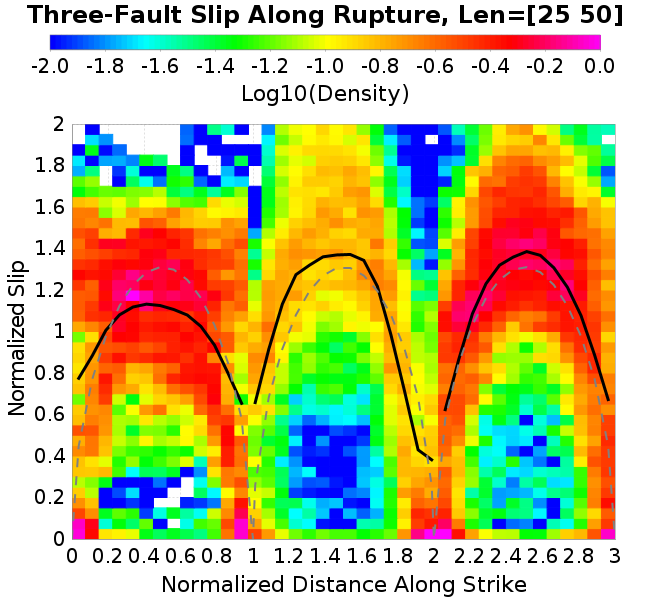 Three-Fault Slip Along Rupture, Len=[25 50]
-2.0 -1.8 -1.6 -1.4 -1.2 -1.0 -0.8 -0.6 -0.4 -0.2 0.0
Log10(Density)
2
1.8
1.6
1.4
1.2
1
0.8
0.6
0.4
0.2
0
Normalized Slip
0 0.2 0.4 0.6 0.8 1 1.2 1.4 1.6 1.8 2 2.2 2.4 2.6 2.8 3
Normalized Distance Along Strike